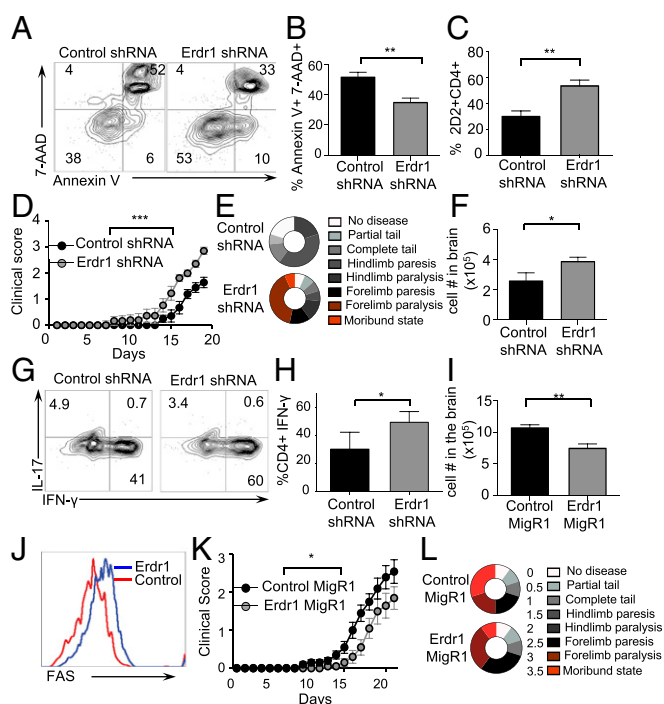 A
Control shRNA
Erdr1 shRNA
4
52
4
33
38
6
53
10
7-AAD
Annexin V
B
% Annexin V+ 7-AAD+
60
40
20
0
**
Control
shRNA
Erdr1
shRNA
C
% 2D2+CD4+
80
60
40
20
0
**
Control
shRNA
Erdr1
shRNA
D
Clinical score
4
3
2
1
0
***
Control shRNA
Erdr1 shRNA
0
5
10
15
20
Days
E
Control
shRNA
Erdr1
shRNA
No disease
Partial tail
Complete tail
Hindlimb paresis
Hindlimb paralysis
Forelimb paresis
Forelimb paralysis
Moribund state
F
cell # in brain
(x10⁵)
5
4
3
2
1
0
*
Control
shRNA
Erdr1
shRNA
G
Control shRNA
Erdr1 shRNA
4.9
0.7
3.4
0.6
41
60
IL-17
IFN-γ
H
%CD4+ IFN-γ
60
40
20
0
*
Control
shRNA
Erdr1
shRNA
I
cell # in the brain
(x10⁵)
15
10
5
0
**
Control
MigR1
Erdr1
MigR1
J
Erdr1
Control
FAS
K
Clinical Score
3
2
1
0
*
Control MigR1
Erdr1 MigR1
0
5
10
15
20
Days
L
Control
MigR1
Erdr1
MigR1
0
No disease
0.5
Partial tail
1
Complete tail
1.5
Hindlimb paresis
2
Hindlimb paralysis
2.5
Forelimb paresis
3
Forelimb paralysis
3.5
Moribund state